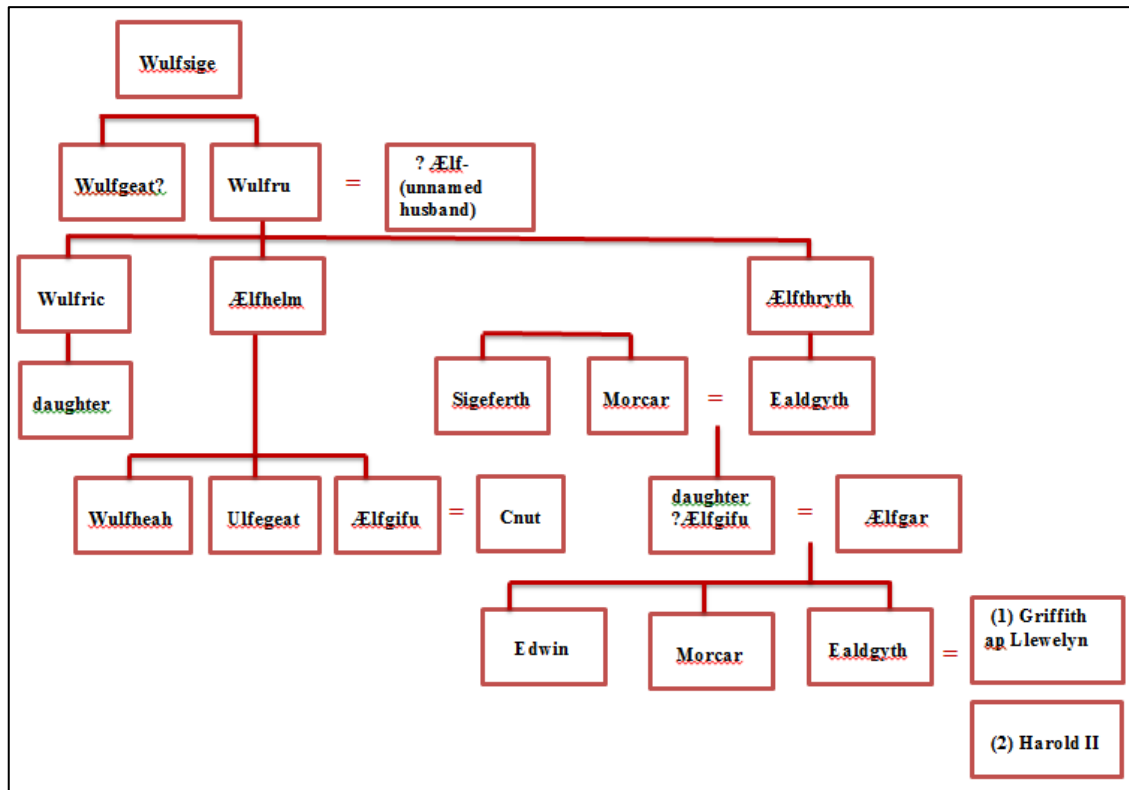 Wulfsige
Wulfgeat?
Wulfru
=
? Ælf-
(unnamed
husband)
Wulfric
Ælfhelm
Ælfthryth
daughter
Sigeferth
Morcar
=
Ealdgyth
Wulfheah
Ulfegeat
Ælfgifu
=
Cnut
daughter
?Ælfgifu
=
Ælfgar
Edwin
Morcar
Ealdgyth
=
(1) Griffith
ap Llewelyn
(2) Harold II